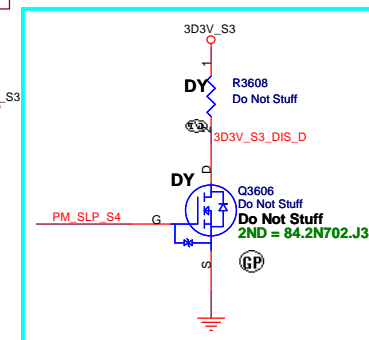 3D3V_S3
_S3
1
DY
R3608
Do Not Stuff
2
3D3V_S3_DIS_D
D
DY
Q3606
Do Not Stuff
Do Not Stuff
2ND = 84.2N702.J3
PM_SLP_S4
G
S
GP